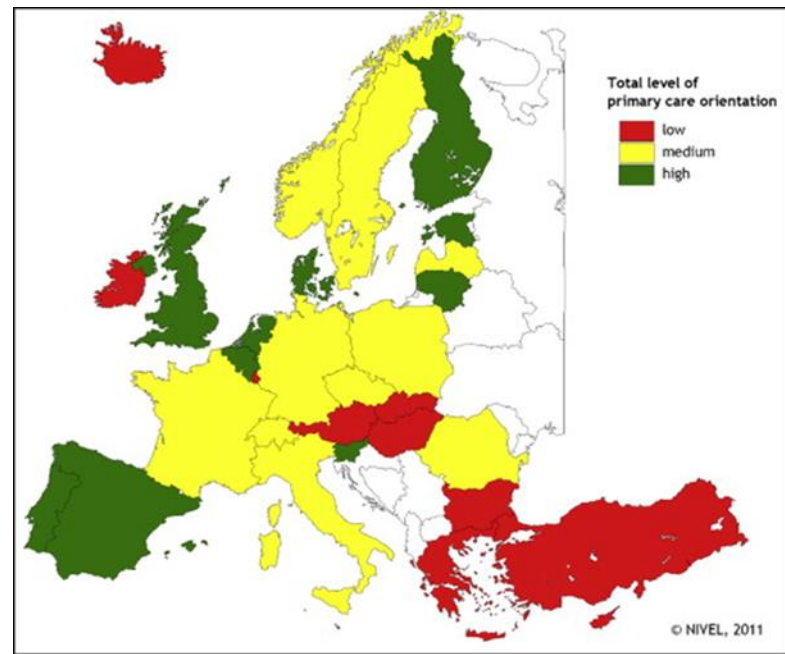 Total level of
primary care orientation
low
medium
high
© NIVEL, 2011